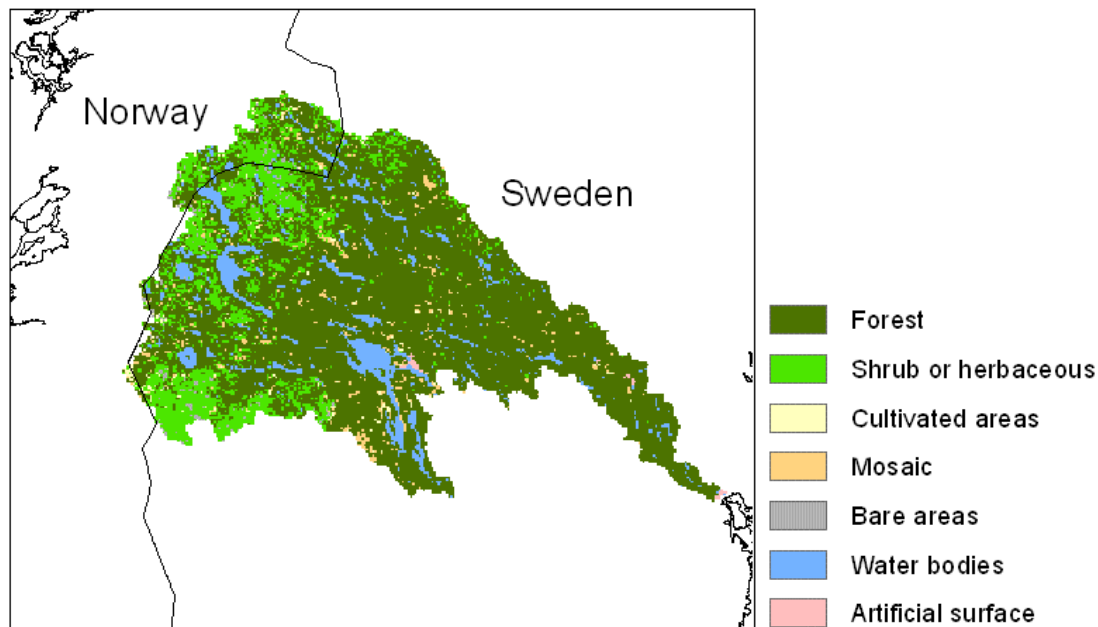 Norway
Sweden
Forest
Shrub or herbaceous
Cultivated areas
Mosaic
Bare areas
Water bodies
Artificial surface